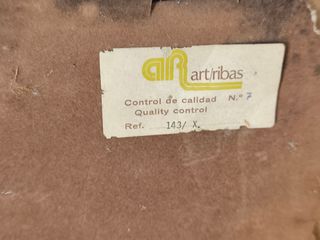 aR art/ribas
Control de calidad N.º 7
Quality control
Ref. 143/ X.